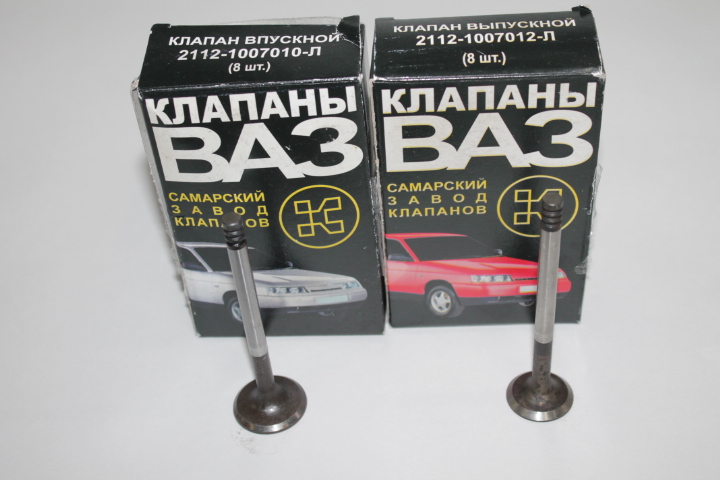 КЛАПАН ВПУСКНОЙ
2112-1007010-Л
(8 шт.)
КЛАПАНЫ
ВАЗ
САМАРСКИЙ
ЗАВОД
КЛАПАНОВ
КЛАПАН ВЫПУСКНОЙ
2112-1007012-Л
(8 шт.)
КЛАПАНЫ
ВАЗ
САМАРСКИЙ
ЗАВОД
КЛАПАНОВ